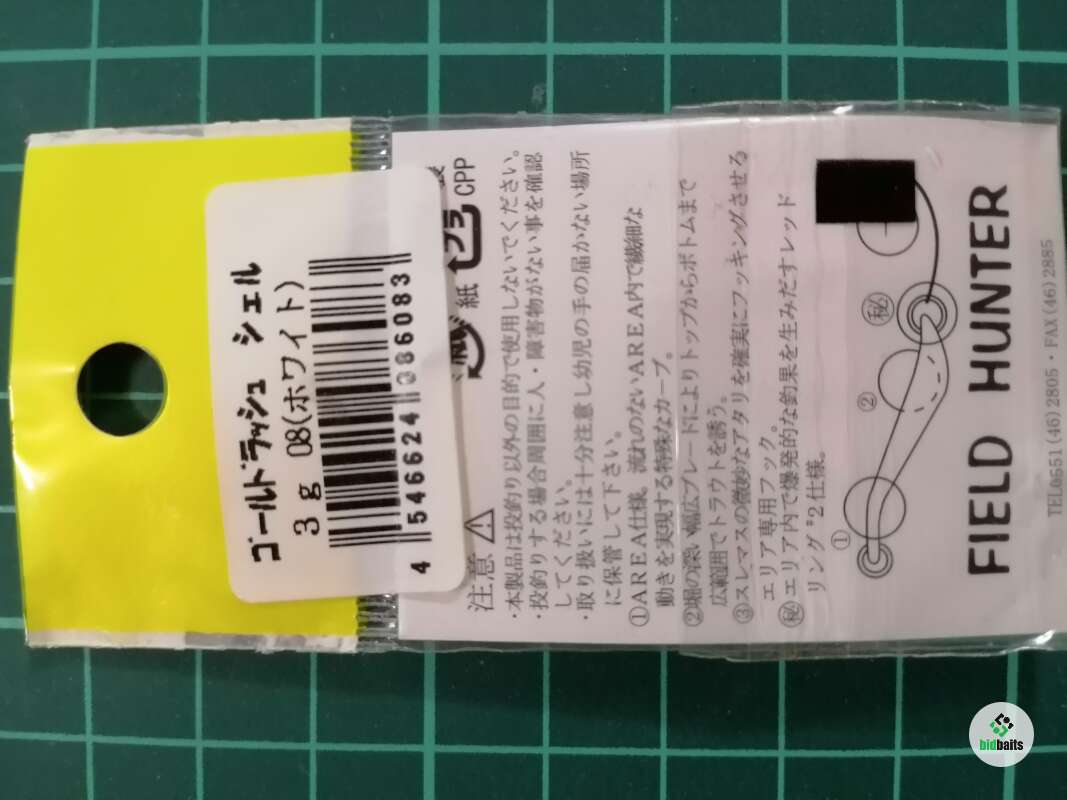 ゴールドラッシュ シェル
3g 08(ホワイト)
4 546624 086083
紙
プラ CPP
注意
・本製品は投釣り以外の目的で使用しないでください。
・投釣りする場合周囲に人・障害物がない事を確認
してください。
・取り扱いには十分注意し幼児の手の届かない場所
に保管して下さい。
①AREA仕様。流れのないAREA内で繊細な
動きを実現する特殊なカーブ。
②堀の深い幅広ブレードによりトップからボトムまで
広範囲でトラウトを誘う。
③スレマスの微妙なアタリを確実にフッキングさせる
エリア専用フック。
㊙エリア内で爆発的な釣果を生みだすレッド
リング#2仕様。
① ② ㊙
FIELD HUNTER
TEL0551(46)2805・FAX(46)2885
bidbaits